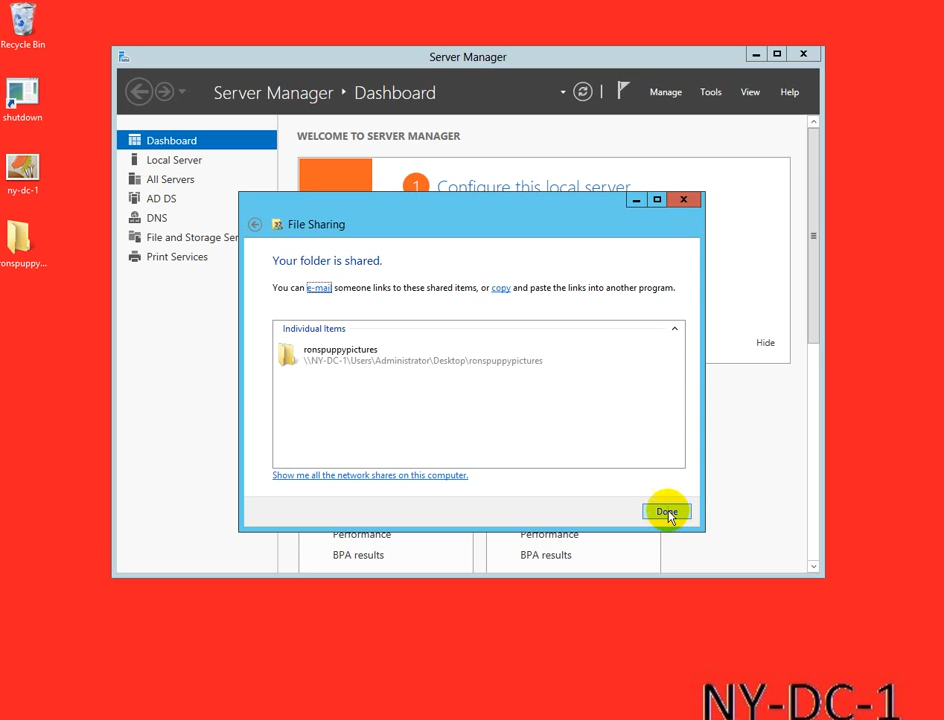 Recycle Bin
shutdown
ny-dc-1
ronspuppy...
Server Manager
Server Manager ‣ Dashboard
Manage
Tools
View
Help
Dashboard
Local Server
All Servers
AD DS
DNS
File and Storage Ser
Print Services
WELCOME TO SERVER MANAGER
1 Configure this local server
Hide
File Sharing
Your folder is shared.
You can e-mail someone links to these shared items, or copy and paste the links into another program.
Individual Items
ronspuppypictures
\\NY-DC-1\Users\Administrator\Desktop\ronspuppypictures
Show me all the network shares on this computer.
Done
Performance
Performance
BPA results
BPA results
NY-DC-1